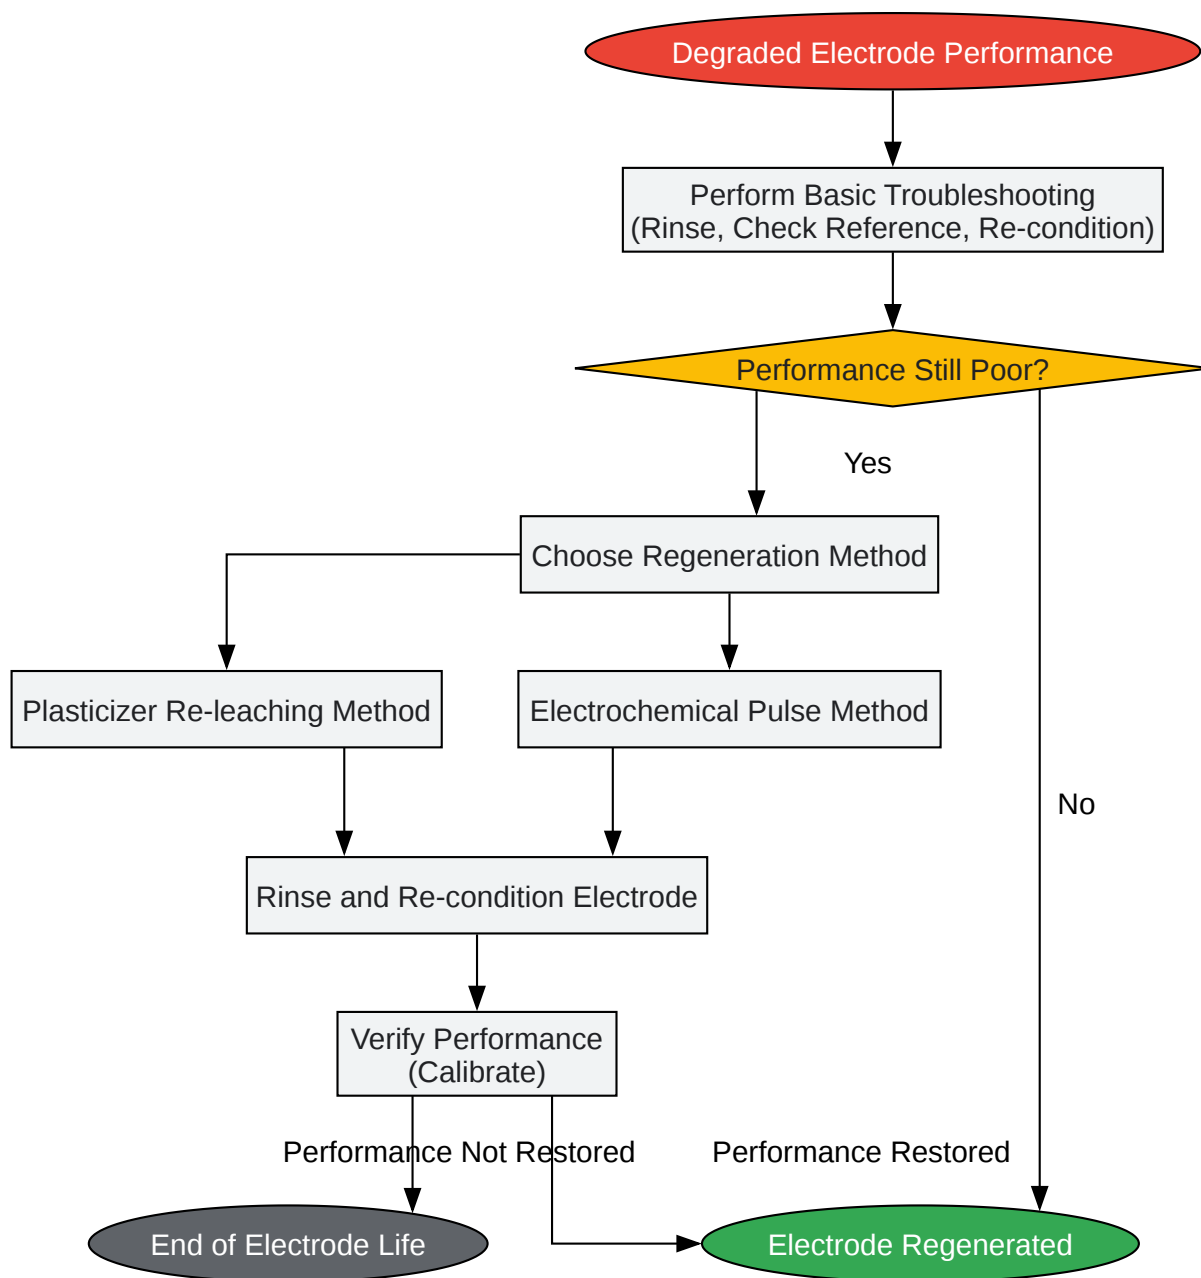 Degraded Electrode Performance
Perform Basic Troubleshooting
(Rinse, Check Reference, Re-condition)
Performance Still Poor?
Yes
Choose Regeneration Method
Plasticizer Re-leaching Method
Electrochemical Pulse Method
No
Rinse and Re-condition Electrode
Verify Performance
(Calibrate)
Performance Not Restored
Performance Restored
End of Electrode Life
Electrode Regenerated